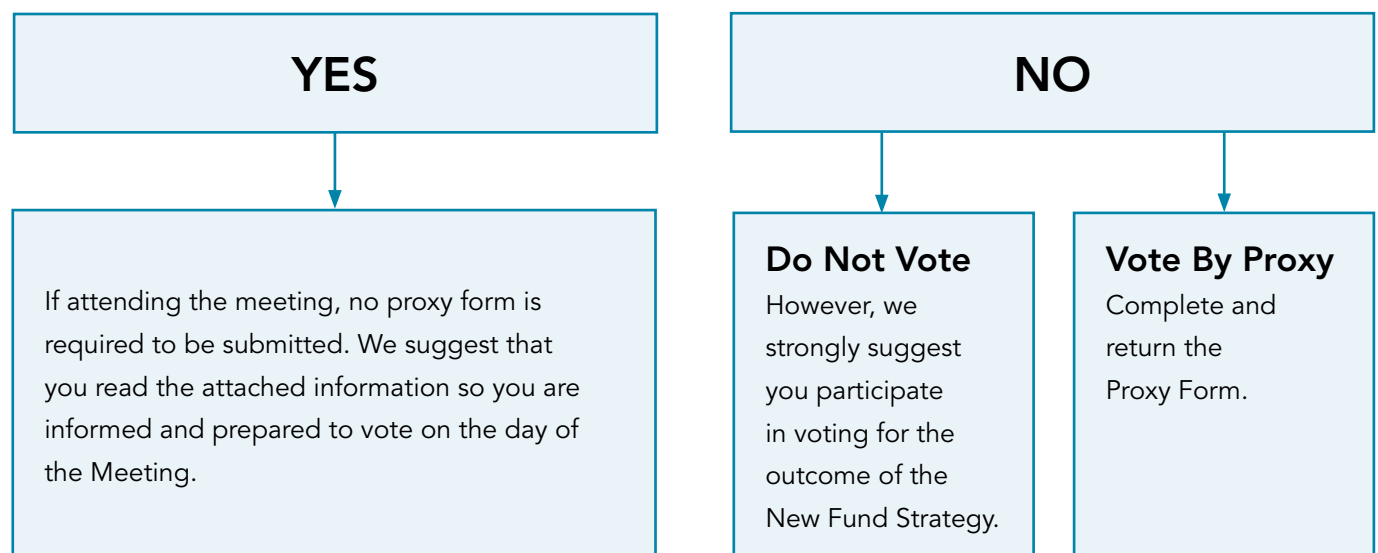 YES
NO
If attending the meeting, no proxy form is
required to be submitted. We suggest that
you read the attached information so you are
informed and prepared to vote on the day of
the Meeting.
Do Not Vote
However, we
strongly suggest
you participate
in voting for the
outcome of the
New Fund Strategy.
Vote By Proxy
Complete and
return the
Proxy Form.